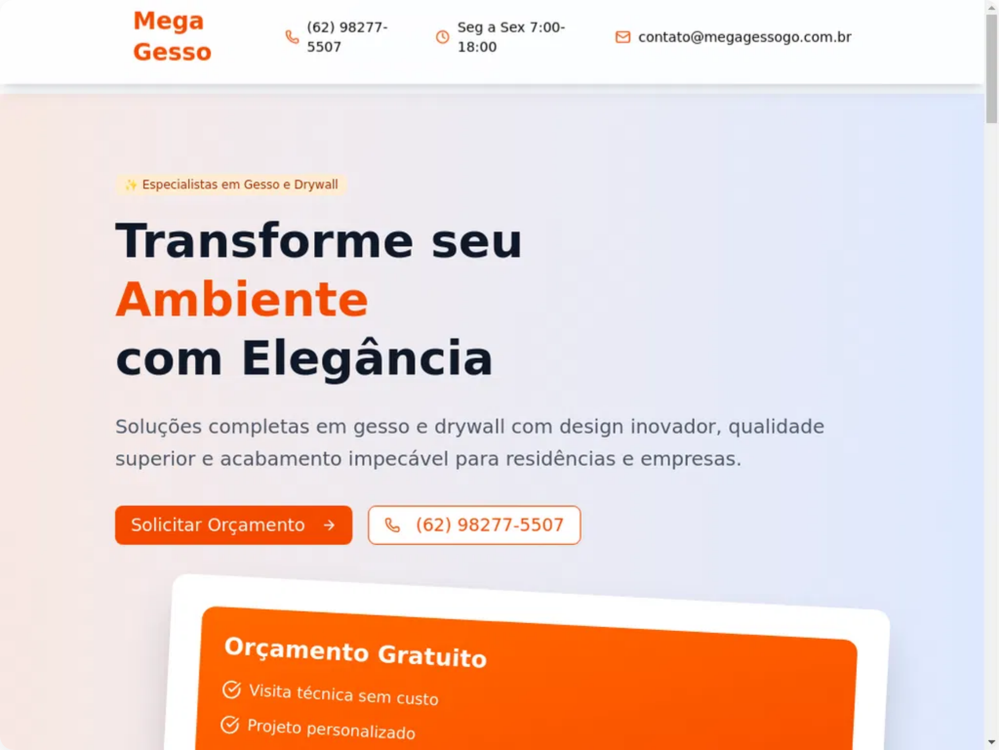 Mega
Gesso
(62) 98277-
5507
Seg a Sex 7:00-
18:00
contato@megagessogo.com.br
✨ Especialistas em Gesso e Drywall
Transforme seu
Ambiente
com Elegância
Soluções completas em gesso e drywall com design inovador, qualidade
superior e acabamento impecável para residências e empresas.
Solicitar Orçamento →
(62) 98277-5507
Orçamento Gratuito
Visita técnica sem custo
Projeto personalizado